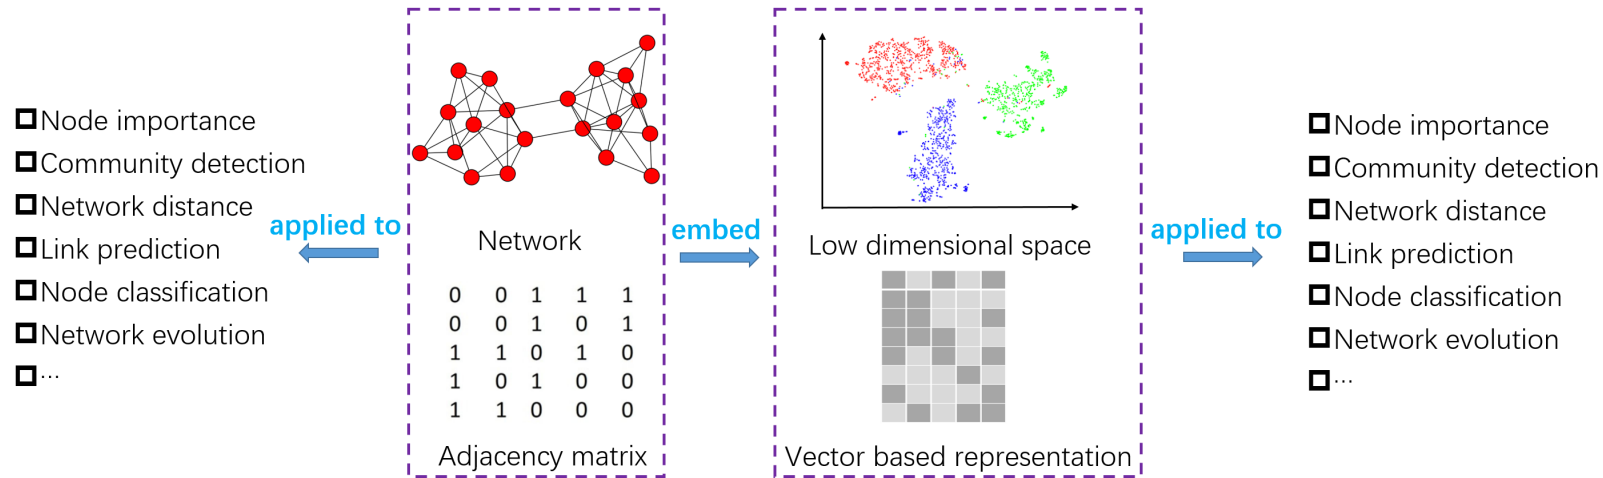 Node importance
Community detection
Network distance
Link prediction
Node classification
Network evolution
...
applied to
Network
0 0 1 1 1
0 0 1 0 1
1 1 0 1 0
1 0 1 0 0
1 1 0 0 0
Adjacency matrix
embed
Low dimensional space
Vector based representation
applied to
Node importance
Community detection
Network distance
Link prediction
Node classification
Network evolution
...